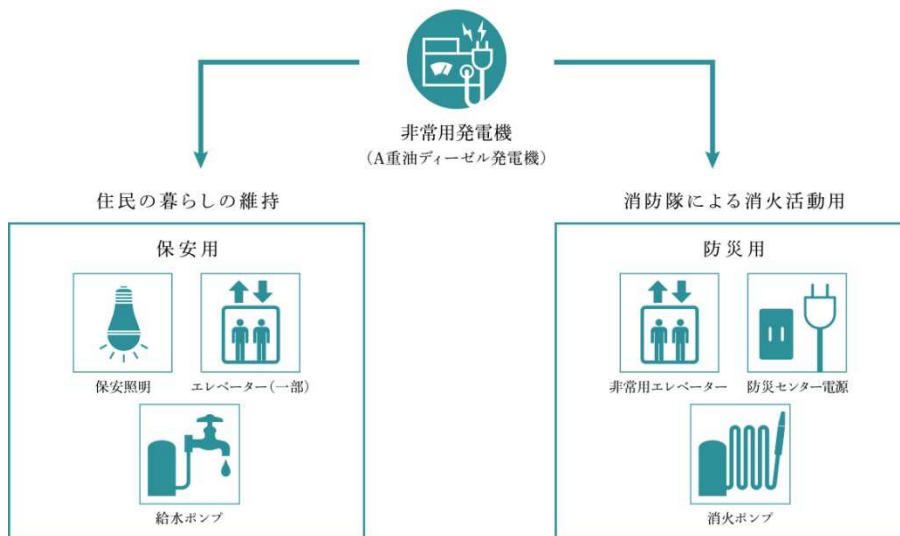 非常用発電機
（A重油ディーゼル発電機）
住民の暮らしの維持
保安用
保安照明
エレベーター（一部）
給水ポンプ
消防隊による消火活動用
防災用
非常用エレベーター
防災センター電源
消火ポンプ